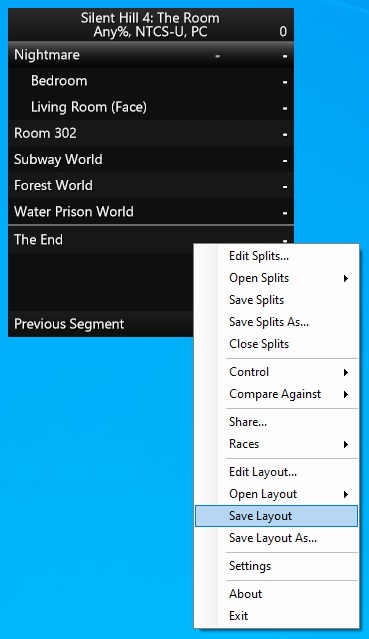 Silent Hill 4: The Room
Any%, NTCS-U, PC 0
Nightmare - -
Bedroom -
Living Room (Face) -
Room 302 -
Subway World -
Forest World -
Water Prison World -
The End -
Previous Segment
Edit Splits...
Open Splits
Save Splits
Save Splits As...
Close Splits
Control
Compare Against
Share...
Races
Edit Layout...
Open Layout
Save Layout
Save Layout As...
Settings
About
Exit